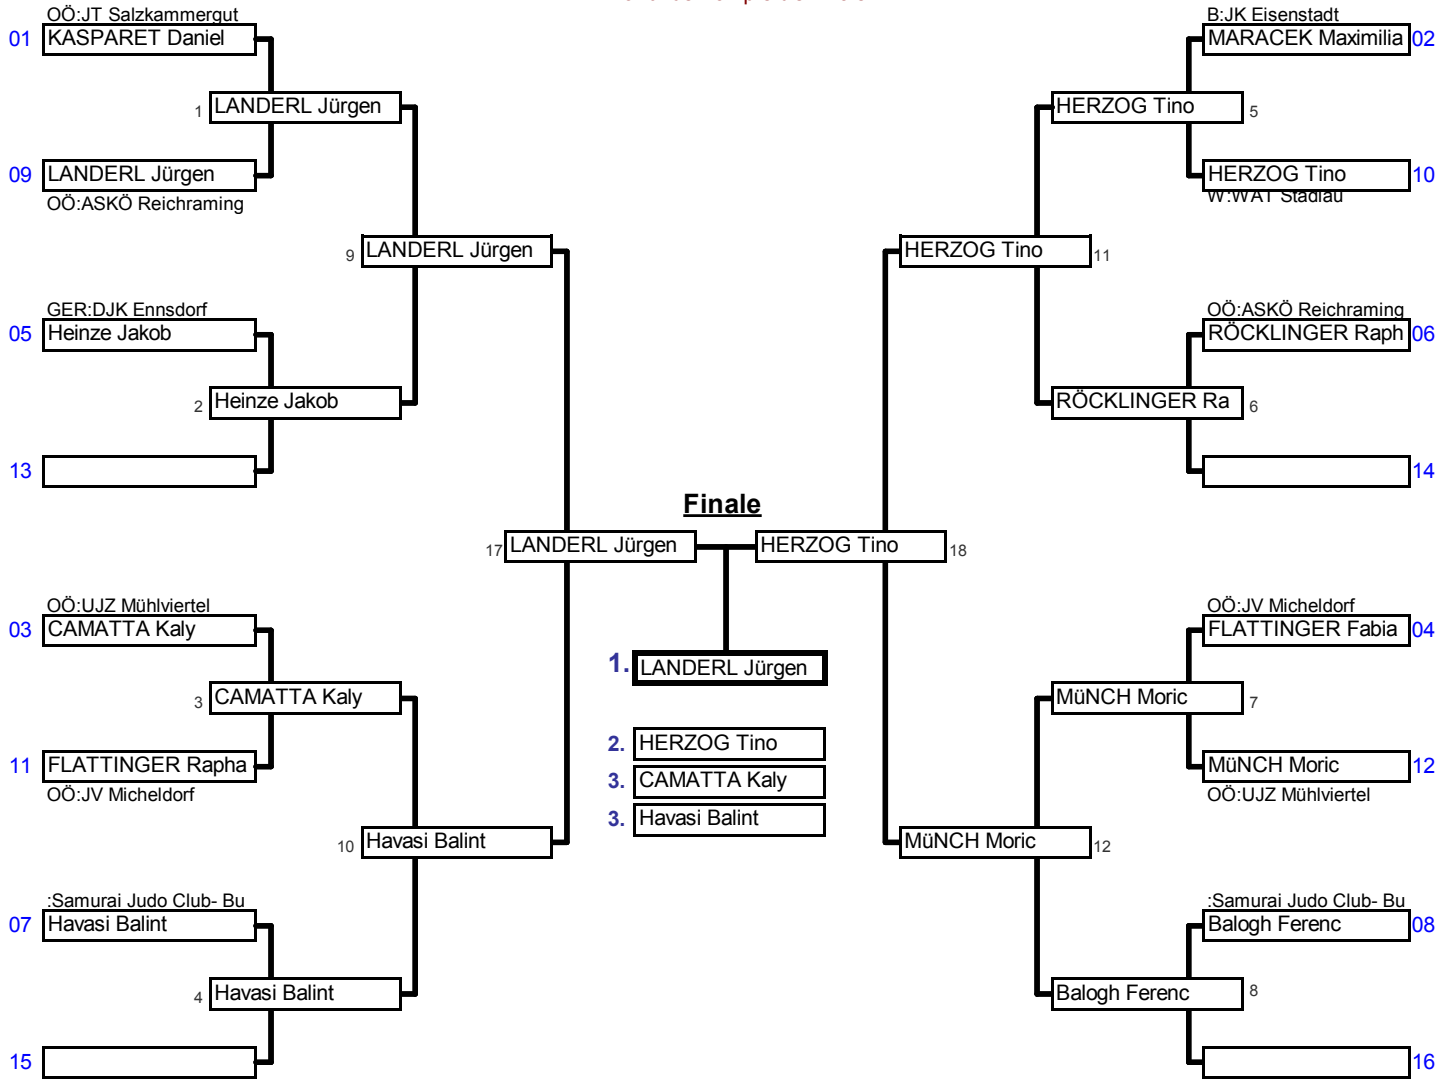 OÖ:JT Salzkammergut
01 KASPARET Daniel
1 LANDERL Jürgen
09 LANDERL Jürgen
OÖ:ASKÖ Reichraming
9 LANDERL Jürgen
GER:DJK Ennsdorf
05 Heinze Jakob
2 Heinze Jakob
13
17 LANDERL Jürgen
OÖ:UJZ Mühlviertel
03 CAMATTA Kaly
3 CAMATTA Kaly
11 FLATTINGER Rapha
OÖ:JV Micheldorf
10 Havasi Balint
:Samurai Judo Club- Bu
07 Havasi Balint
4 Havasi Balint
15
Finale
1. LANDERL Jürgen
2. HERZOG Tino
3. CAMATTA Kaly
3. Havasi Balint
B:JK Eisenstadt
MARACEK Maximilia 02
HERZOG Tino 5
HERZOG Tino 10
W:WAT Stadlau
HERZOG Tino 11
OÖ:ASKÖ Reichraming
RÖCKLINGER Raph 06
RÖCKLINGER Ra 6
14
HERZOG Tino 18
OÖ:JV Micheldorf
FLATTINGER Fabia 04
MüNCH Moric 7
MüNCH Moric 12
OÖ:UJZ Mühlviertel
MüNCH Moric 12
:Samurai Judo Club- Bu
Balogh Ferenc 08
Balogh Ferenc 8
16